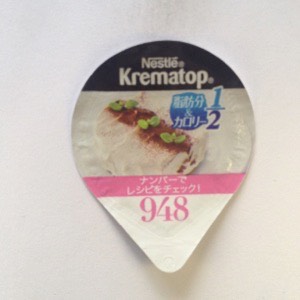 Nestlé®
Krematop®
脂肪分
&
カロリー
1/2
ナンバーで
レシピをチェック!
948